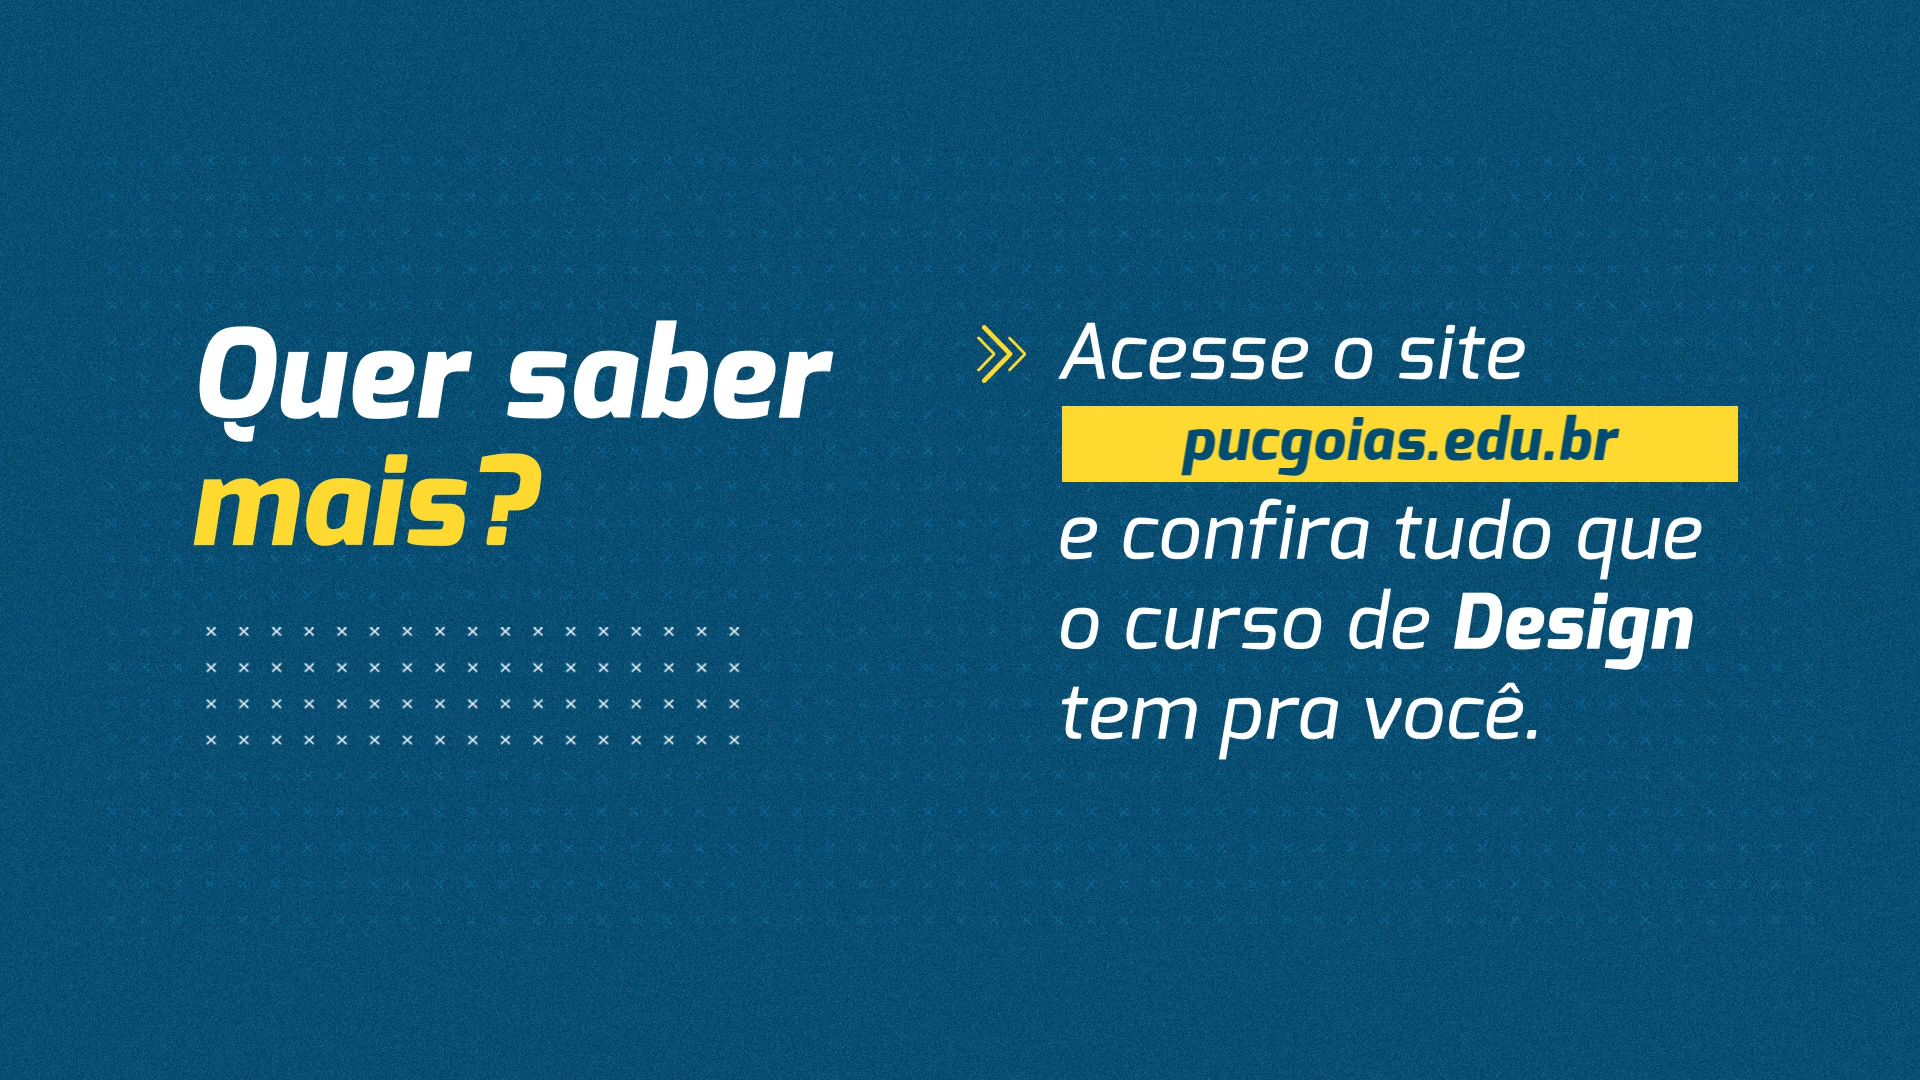 Quer saber
mais?
Acesse o site
pucgoias.edu.br
e confira tudo que
o curso de Design
tem pra você.